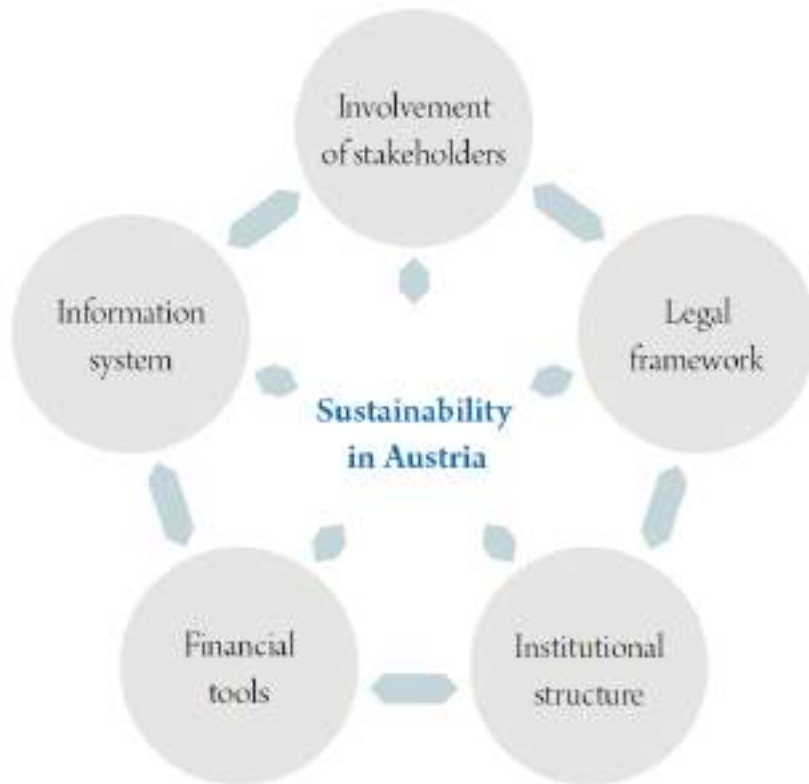 Involvement
of stakeholders
Information
system
Legal
framework
Sustainability
in Austria
Financial
tools
Institutional
structure